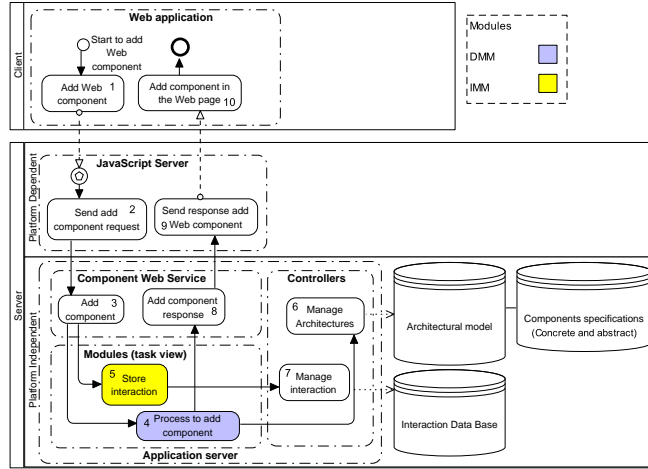 Web application
Client
Start to add
Web
component
Add Web 1
component
Add component in
the Web page 10
Modules
DMM
IMM
Server
Platform Dependent
JavaScript Server
Send add 2
component request
Send response add
9 Web component
Platform Independent
Component Web Service
Add 3
component
Add component
response 8
Controllers
6 Manage
Architectures
7 Manage
interaction
Modules (task view)
5 Store
interaction
4 Process to add
component
Application server
Architectural model
Components specifications
(Concrete and abstract)
Interaction Data Base